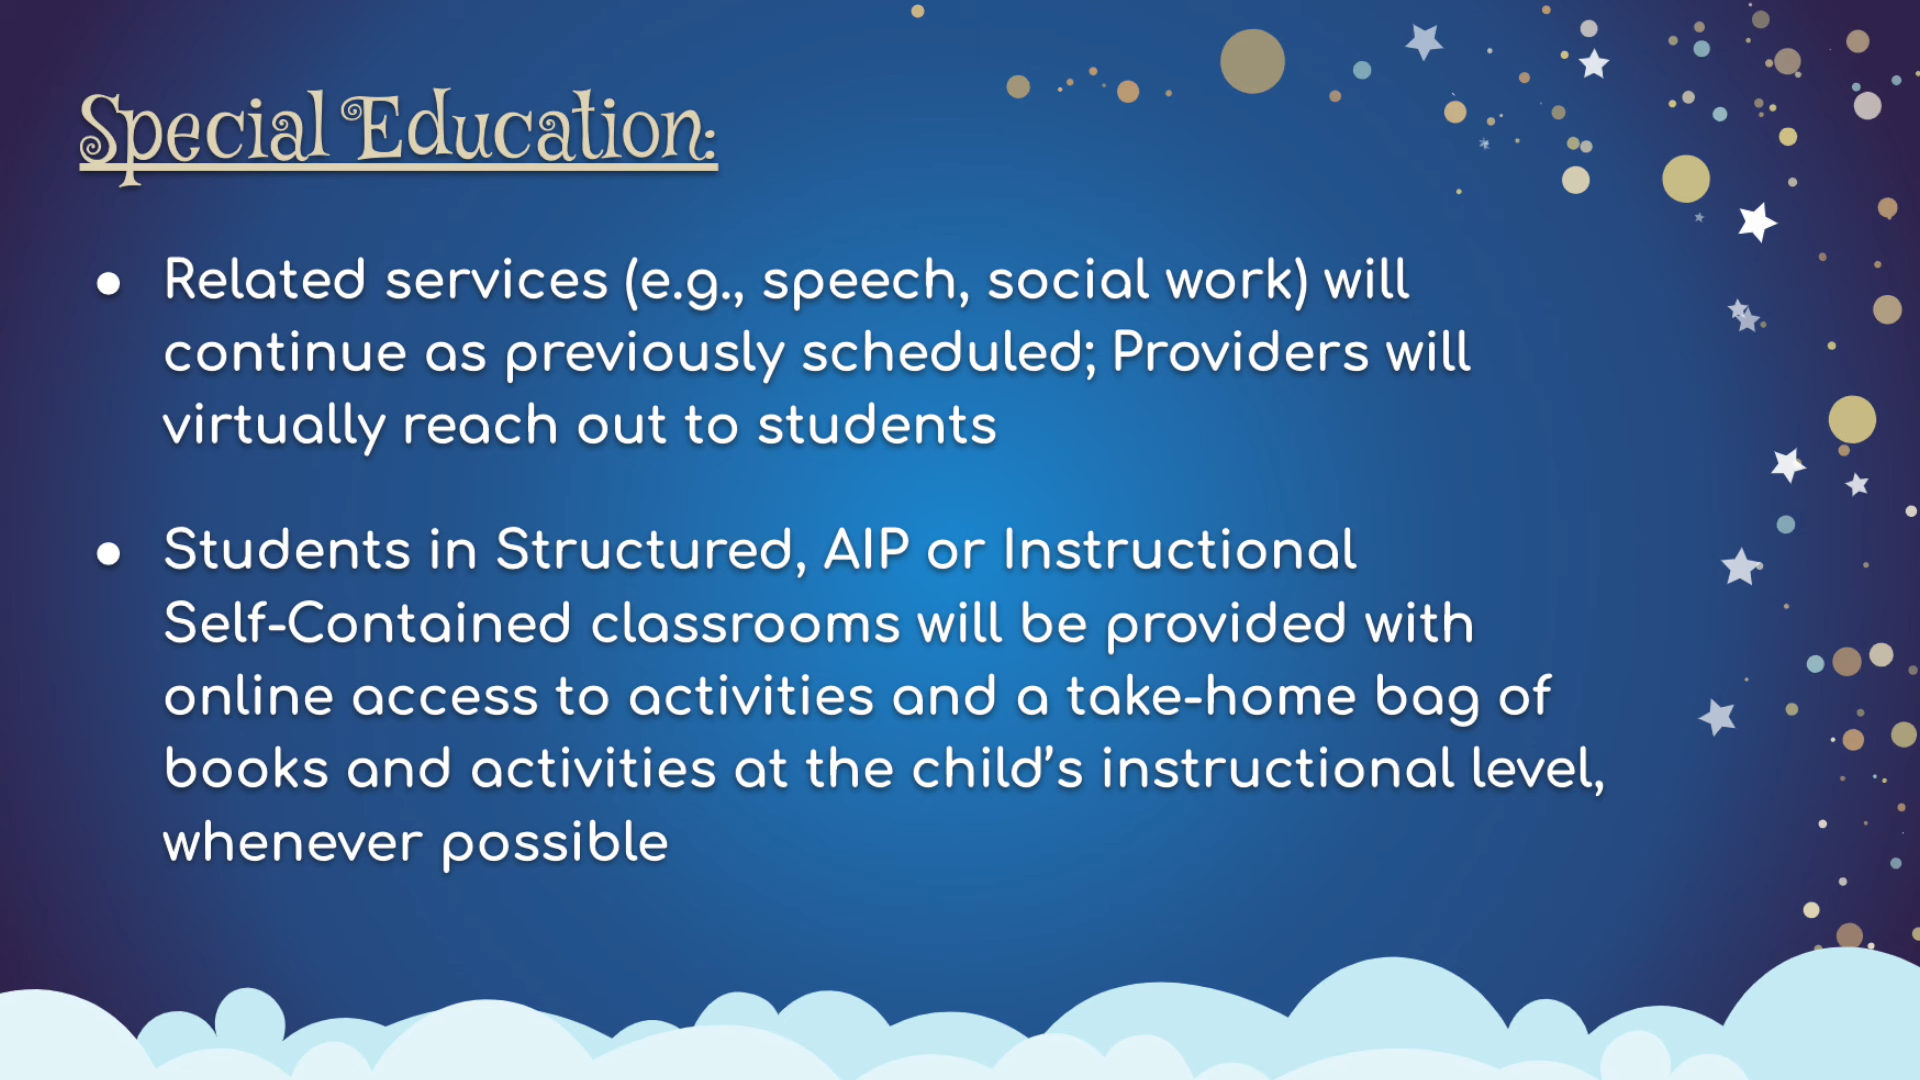 Special Education:
● Related services (e.g., speech, social work) will
continue as previously scheduled; Providers will
virtually reach out to students
● Students in Structured, AIP or Instructional
Self-Contained classrooms will be provided with
online access to activities and a take-home bag of
books and activities at the child’s instructional level,
whenever possible